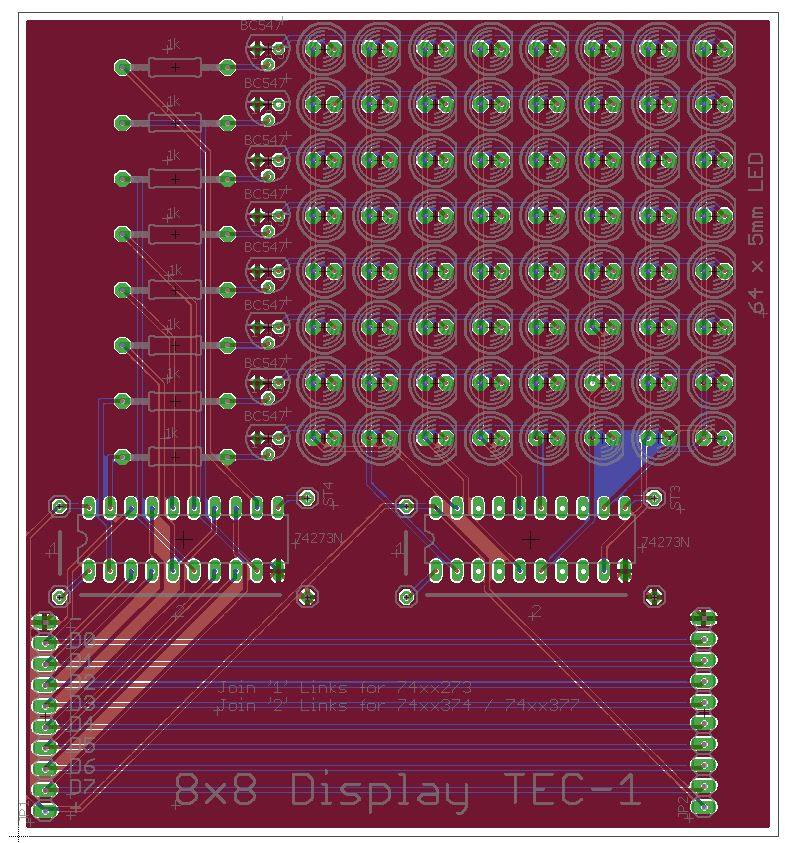 BC547
1k
BC547
1k
BC547
1k
64 x 5mm LED
BC547
1k
BC547
1k
BC547
1k
BC547
1k
BC547
1k
ST4
ST3
1
74273N
1
74273N
2
2
-
D0
D1
D2
Join '1' Links for 74xx273
D3
Join '2' Links for 74xx374 / 74xx377
D4
D5
D6
D7
8x8 Display TEC-1
+
JP1
JP2